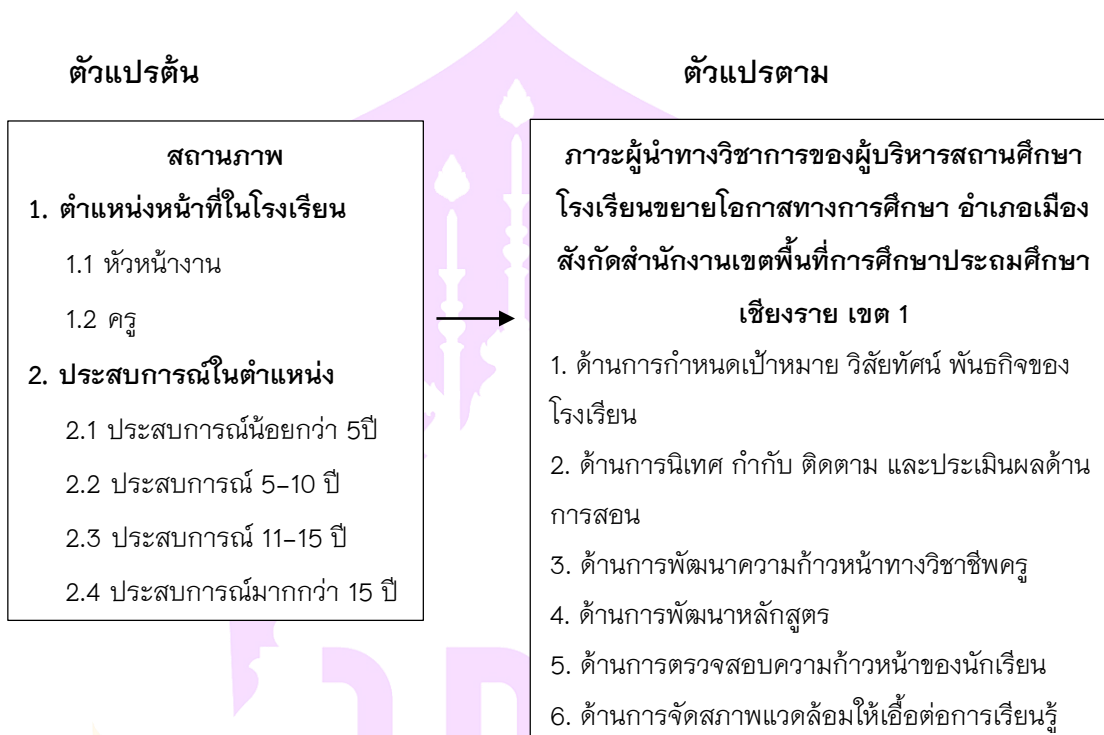 ตัวแปรต้น
ตัวแปรตาม
สถานภาพ
1. ตำแหน่งหน้าที่ในโรงเรียน
1.1 หัวหน้างาน
1.2 ครู
2. ประสบการณ์ในตำแหน่ง
2.1 ประสบการณ์น้อยกว่า 5ปี
2.2 ประสบการณ์ 5–10 ปี
2.3 ประสบการณ์ 11–15 ปี
2.4 ประสบการณ์มากกว่า 15 ปี
ภาวะผู้นำทางวิชาการของผู้บริหารสถานศึกษา
โรงเรียนขยายโอกาสทางการศึกษา อำเภอเมือง
สังกัดสำนักงานเขตพื้นที่การศึกษาประถมศึกษา
เชียงราย เขต 1
1. ด้านการกำหนดเป้าหมาย วิสัยทัศน์ พันธกิจของ
โรงเรียน
2. ด้านการนิเทศ กำกับ ติดตาม และประเมินผลด้าน
การสอน
3. ด้านการพัฒนาความก้าวหน้าทางวิชาชีพครู
4. ด้านการพัฒนาหลักสูตร
5. ด้านการตรวจสอบความก้าวหน้าของนักเรียน
6. ด้านการจัดสภาพแวดล้อมให้เอื้อต่อการเรียนรู้